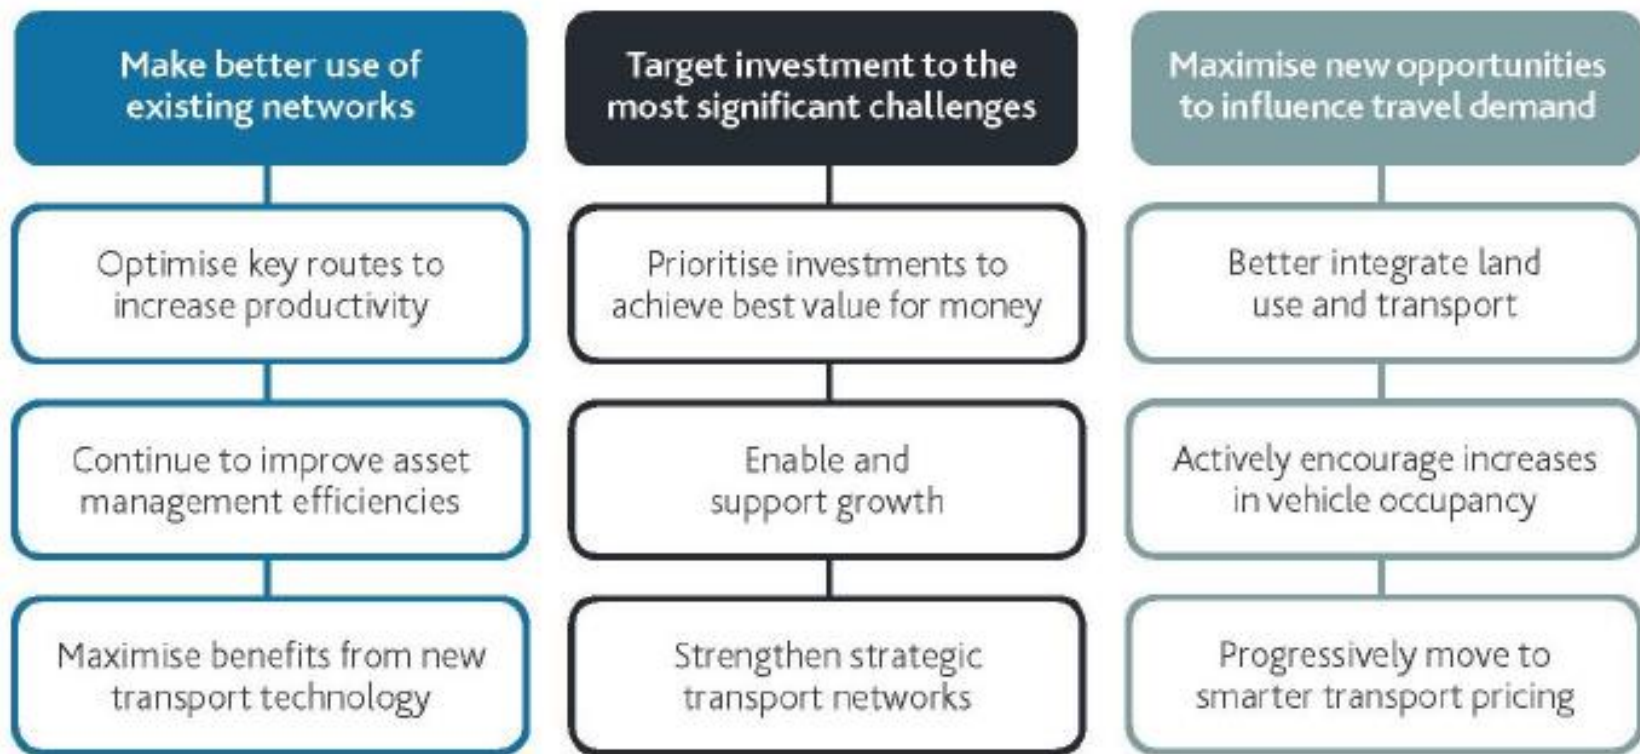 Make better use of
existing networks
Optimise key routes to
increase productivity
Continue to improve asset
management efficiencies
Maximise benefits from new
transport technology
Target investment to the
most significant challenges
Prioritise investments to
achieve best value for money
Enable and
support growth
Strengthen strategic
transport networks
Maximise new opportunities
to influence travel demand
Better integrate land
use and transport
Actively encourage increases
in vehicle occupancy
Progressively move to
smarter transport pricing